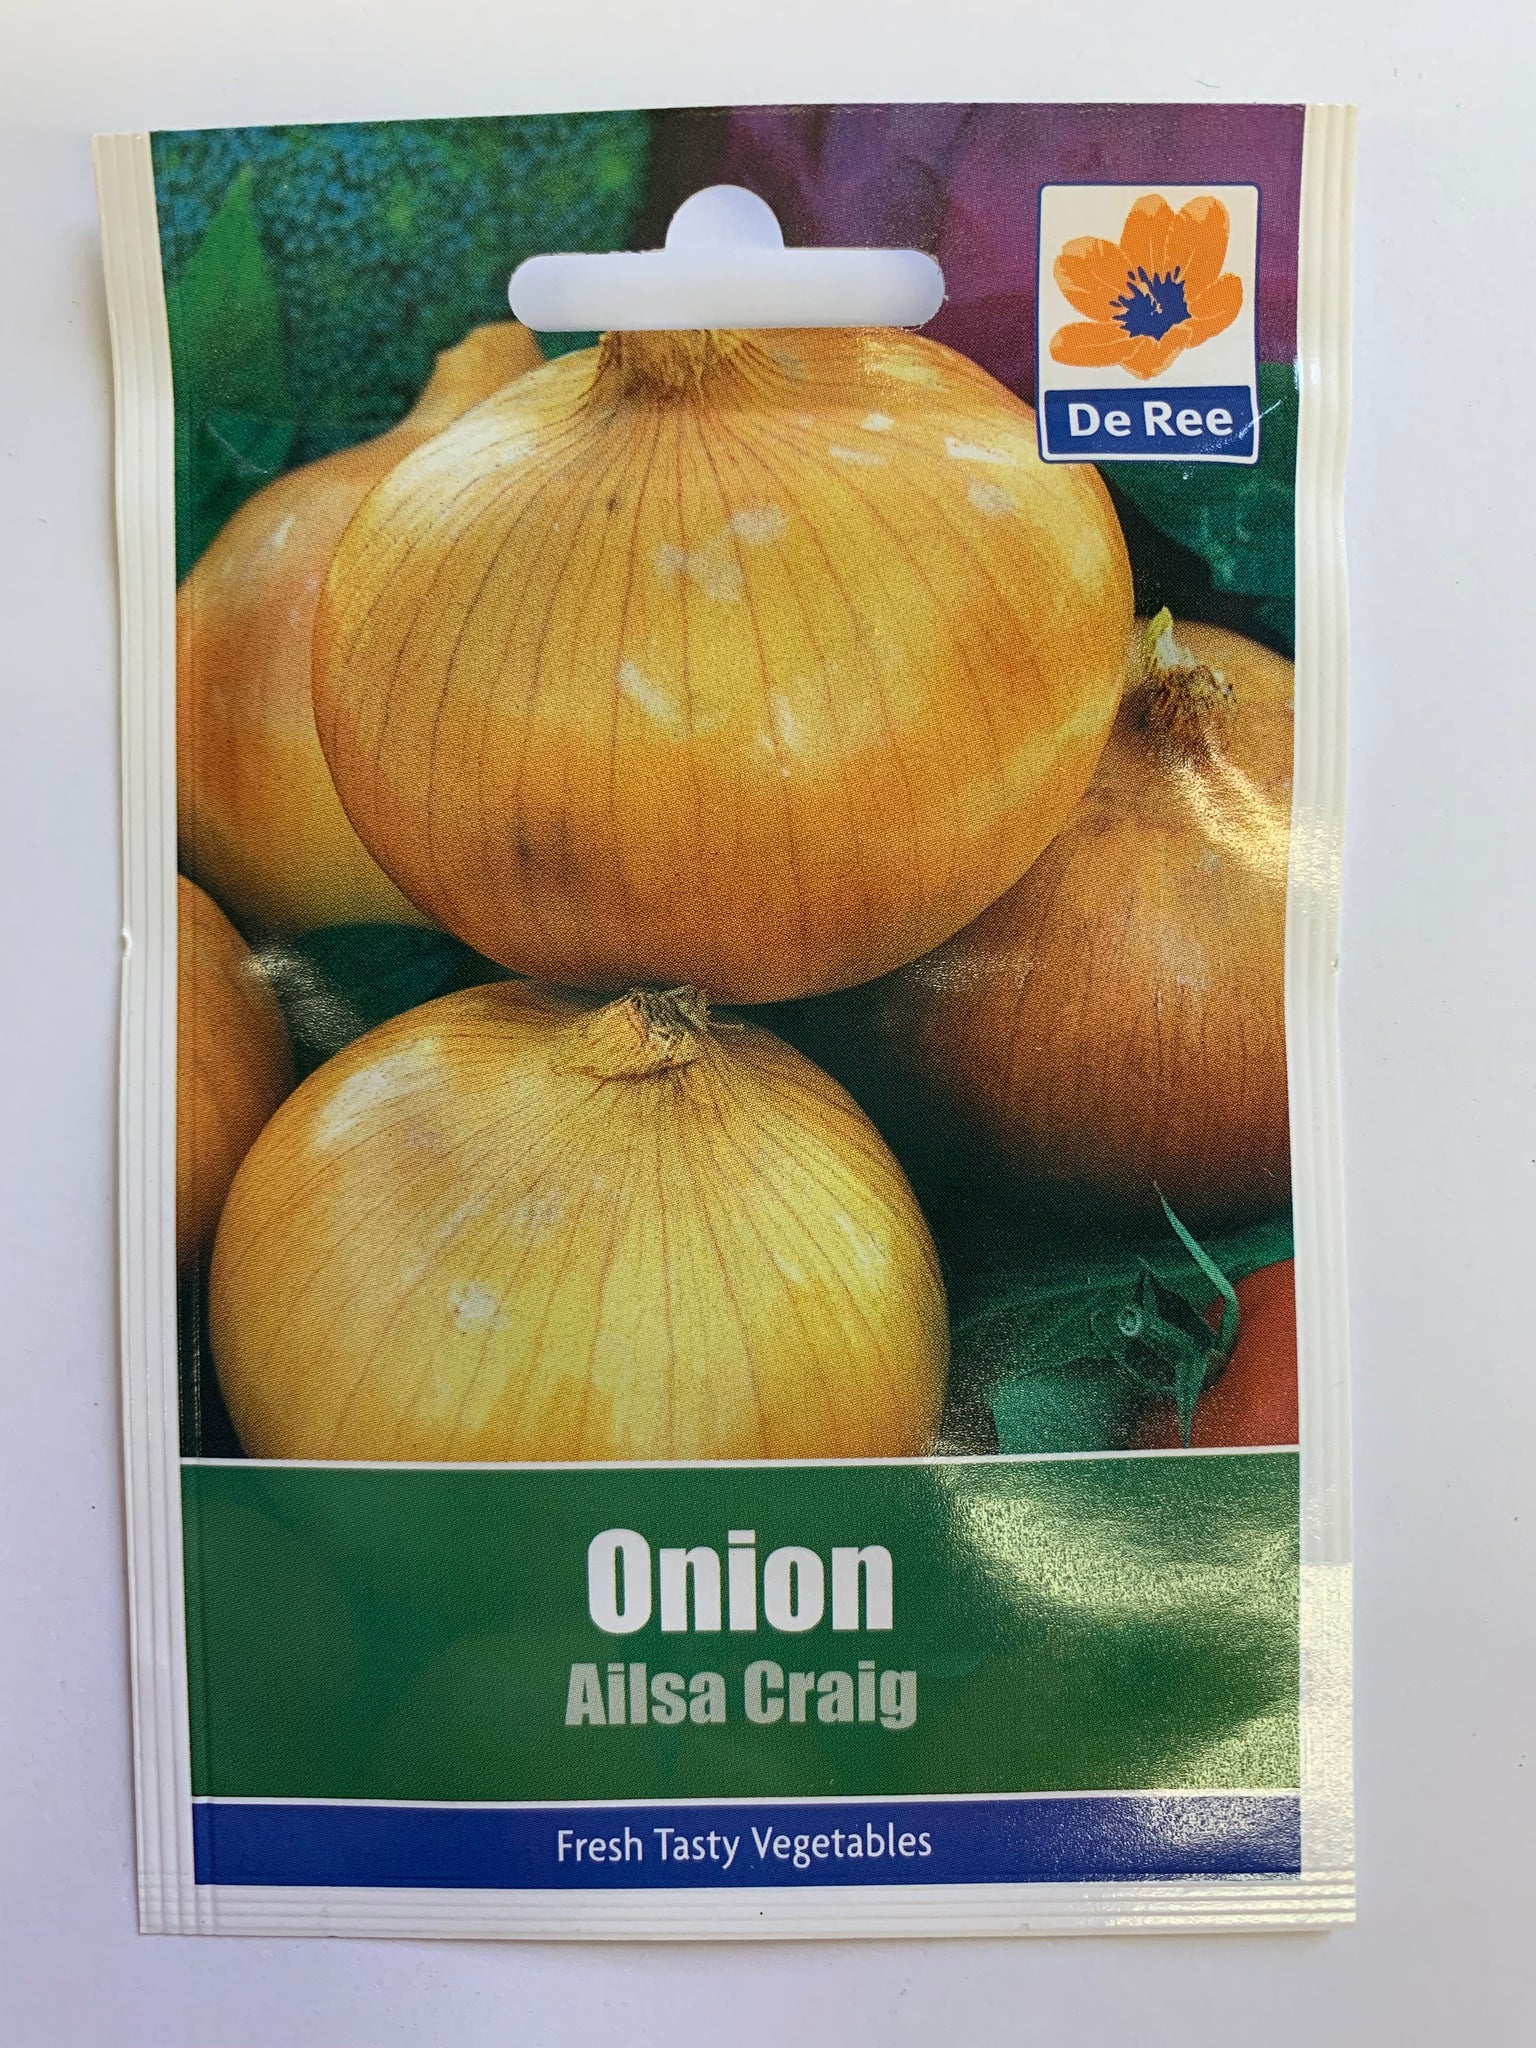 De Ree
Onion
Ailsa Craig
Fresh Tasty Vegetables